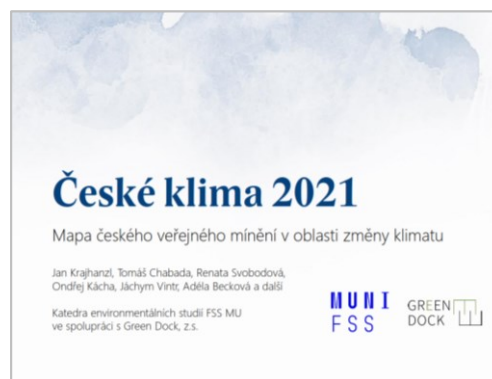 České klima 2021
Mapa českého veřejného mínění v oblasti změny klimatu
Jan Krajhanzl, Tomáš Chabada, Renata Svobodová,
Ondřej Kácha, Jáchym Vintr, Adéla Becková a další
Katedra environmentálních studií FSS MU
ve spolupráci s Green Dock, z.s.
MUNI
FSS
GREEN
DOCK